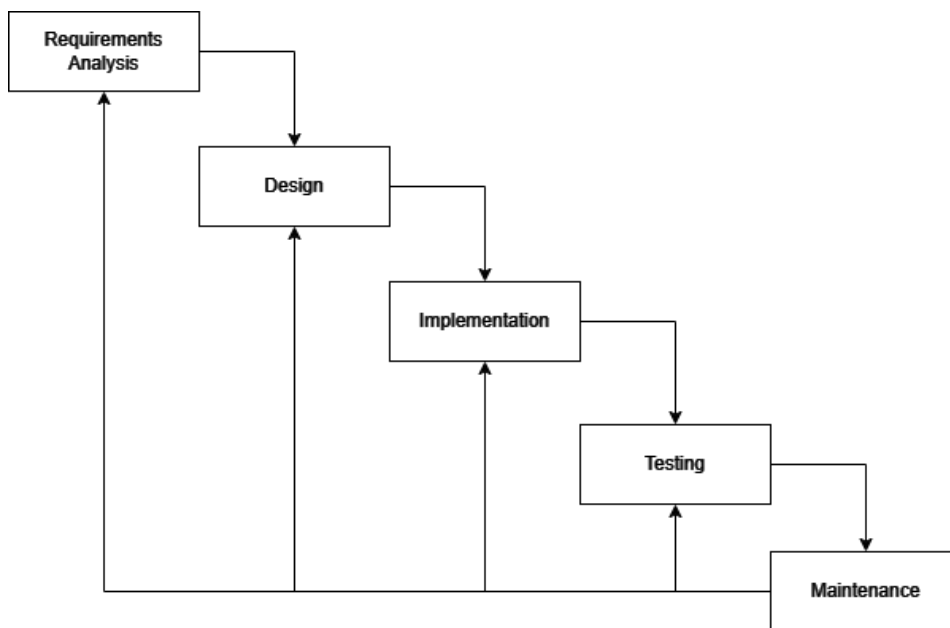 Requirements
Analysis
Design
Implementation
Testing
Maintenance